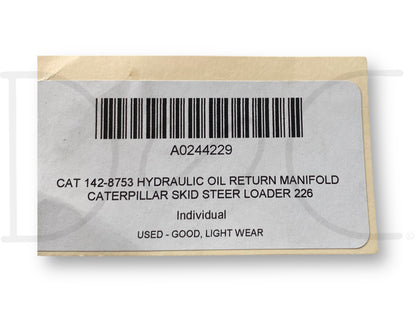 A0244229
CAT 142-8753 HYDRAULIC OIL RETURN MANIFOLD
CATERPILLAR SKID STEER LOADER 226
Individual
USED - GOOD, LIGHT WEAR